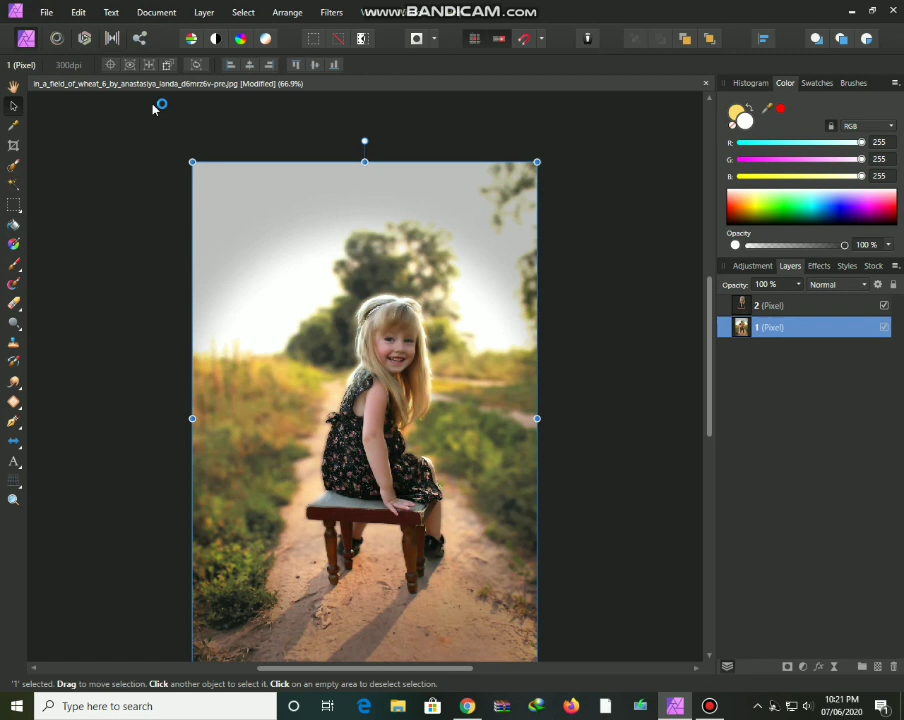 File Edit Text Document Layer Select Arrange Filters
www.BANDICAM.com
1 (Pixel) 300dpi
in_a_field_of_wheat_6_by_anastasiya_landa_d6mrz6v-pre.jpg [Modified] (66.9%)
Histogram Color Swatches Brushes
RGB
R: 255
G: 255
B: 255
Opacity
100 %
Adjustment Layers Effects Styles Stock
Opacity: 100 % Normal
2 (Pixel)
1 (Pixel)
'1' selected. Drag to move selection. Click another object to select it. Click on an empty area to deselect selection.
Type here to search
10:21 PM
07/06/2020
1